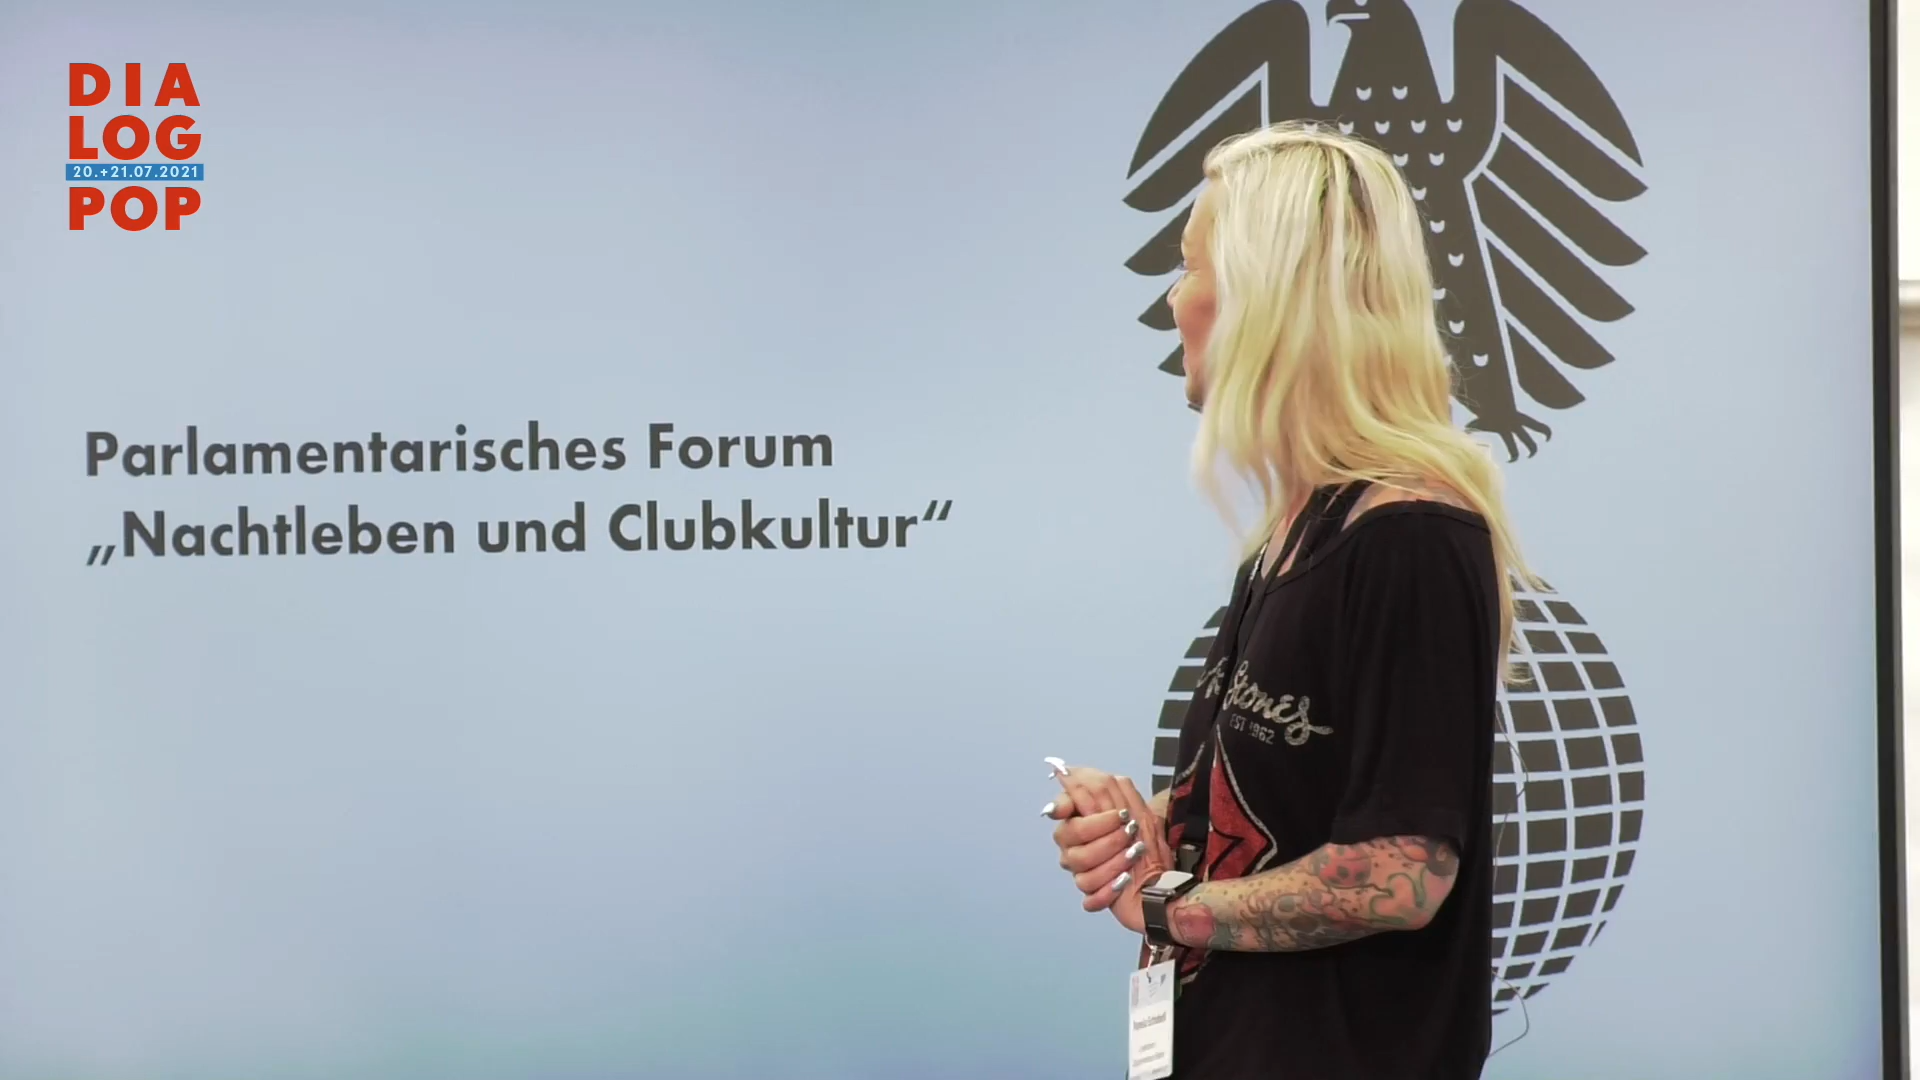 DIA
LOG
20.+21.07.2021
POP
Parlamentarisches Forum
„Nachtleben und Clubkultur“
Stones
EST 1962